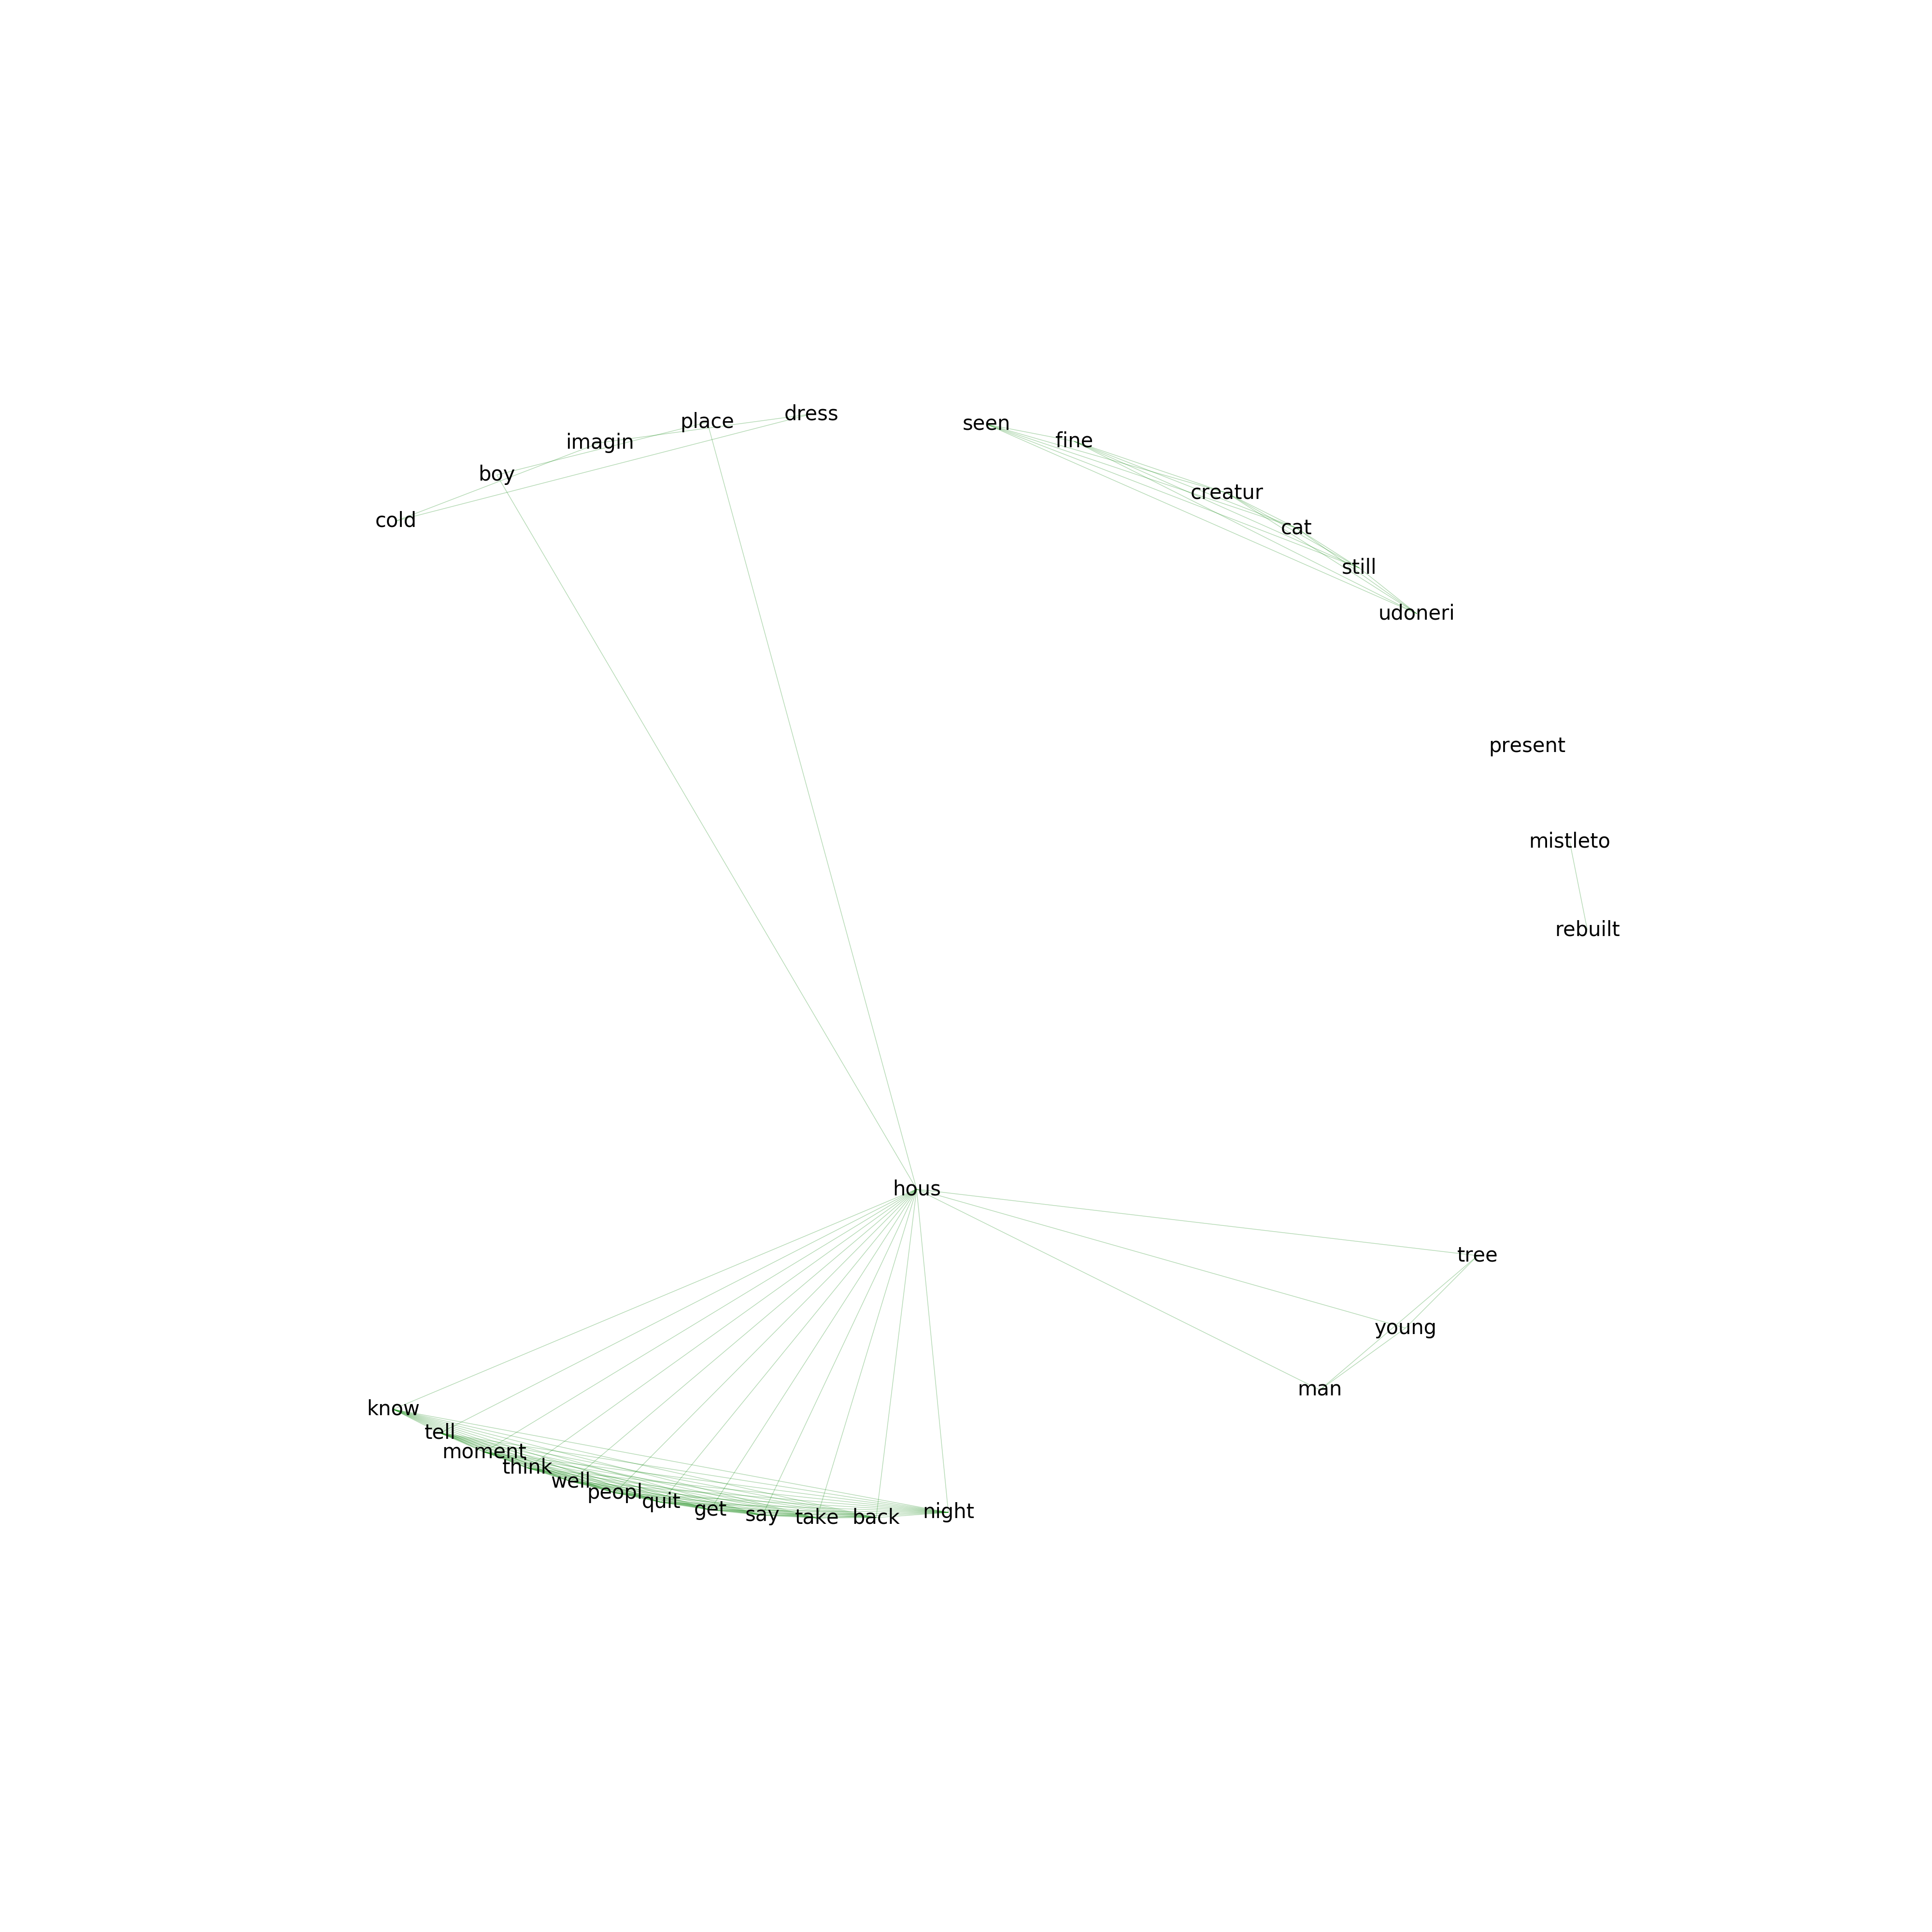 dress
place
seen
fine
imagin
boy
creatur
cold
cat
still
udoneri
present
mistleto
rebuilt
hous
tree
young
man
know
tell
moment
think
well
peopl
quit
get
say
take
back
night